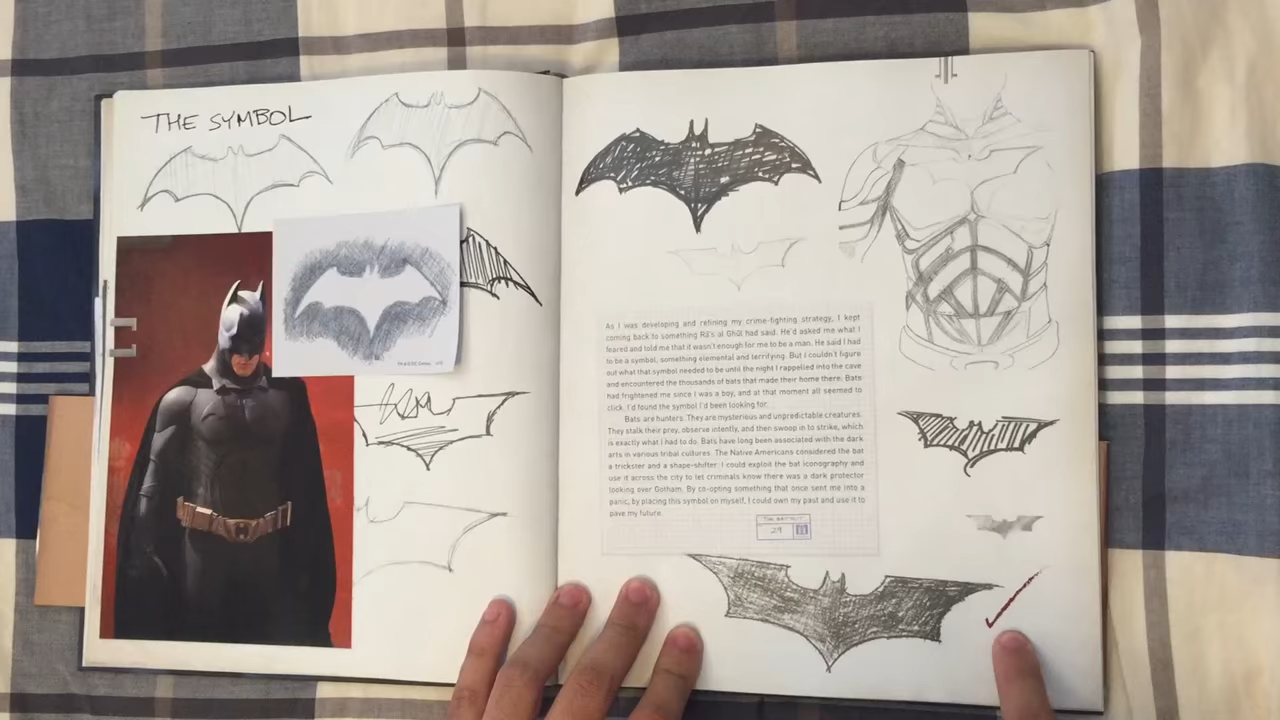 THE SYMBOL
As I was developing and refining my crime-fighting strategy, I kept
coming back to something Rā's al Ghūl had said. He'd asked me what I
feared and told me that it wasn't enough for me to be a man. He said I had
to be a symbol, something elemental and terrifying. But I couldn't figure
out what that symbol needed to be until the night I rappelled into the cave
and encountered the thousands of bats that made their home there. Bats
had frightened me since I was a boy, and at that moment all seemed to
click. I'd found the symbol I'd been looking for.
Bats are hunters. They are mysterious and unpredictable creatures.
They stalk their prey, observe intently, and then swoop in to strike, which
is exactly what I had to do. Bats have long been associated with the dark
arts in various tribal cultures. The Native Americans considered the bat
a trickster and a shape-shifter. I could exploit the bat iconography and
use it across the city to let criminals know there was a dark protector
looking over Gotham. By co-opting something that once sent me into a
panic, by placing this symbol on myself, I could own my past and use it to
pave my future.
THE BATSUIT
29